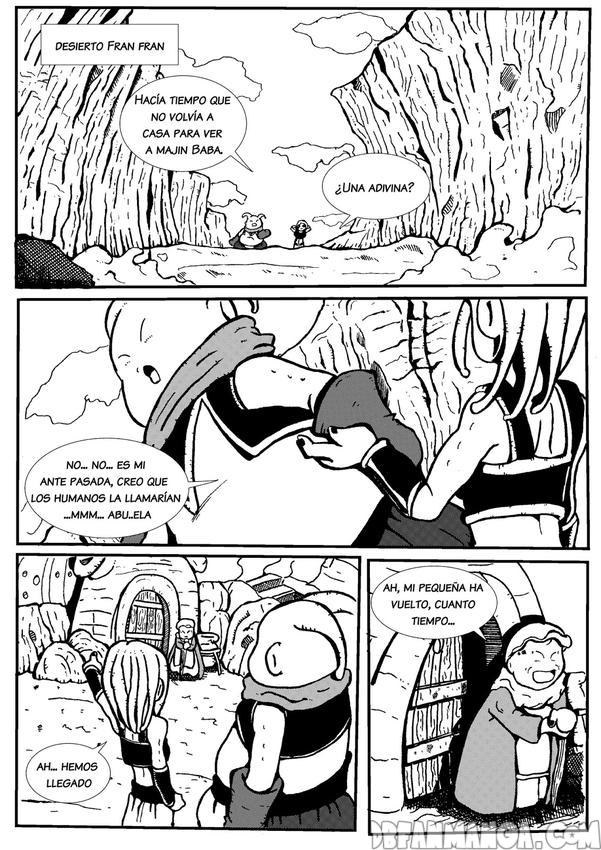 DESIERTO FRAN FRAN
HACÍA TIEMPO QUE
NO VOLVÍA A
CASA PARA VER
A MAJIN BABA.
¿UNA ADIVINA?
NO... NO... ES MI
ANTE PASADA, CREO QUE
LOS HUMANOS LA LLAMARÍAN
...MMM... ABU..ELA
AH... HEMOS
LLEGADO
AH, MI PEQUEÑA HA
VUELTO, CUANTO
TIEMPO...
DBFANMANGA.COM